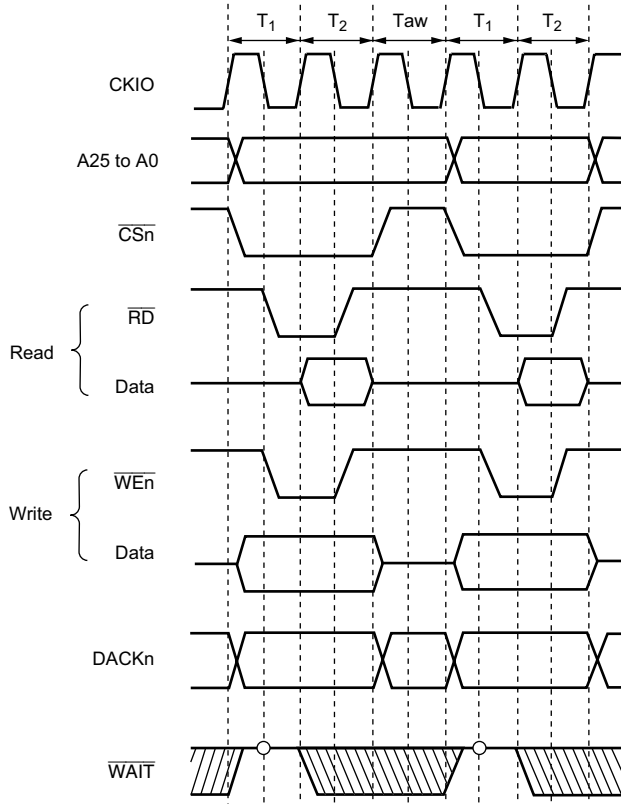 T1 T2 Taw T1 T2
CKIO
A25 to A0
CSn
RD
Read
Data
WEn
Write
Data
DACKn
WAIT